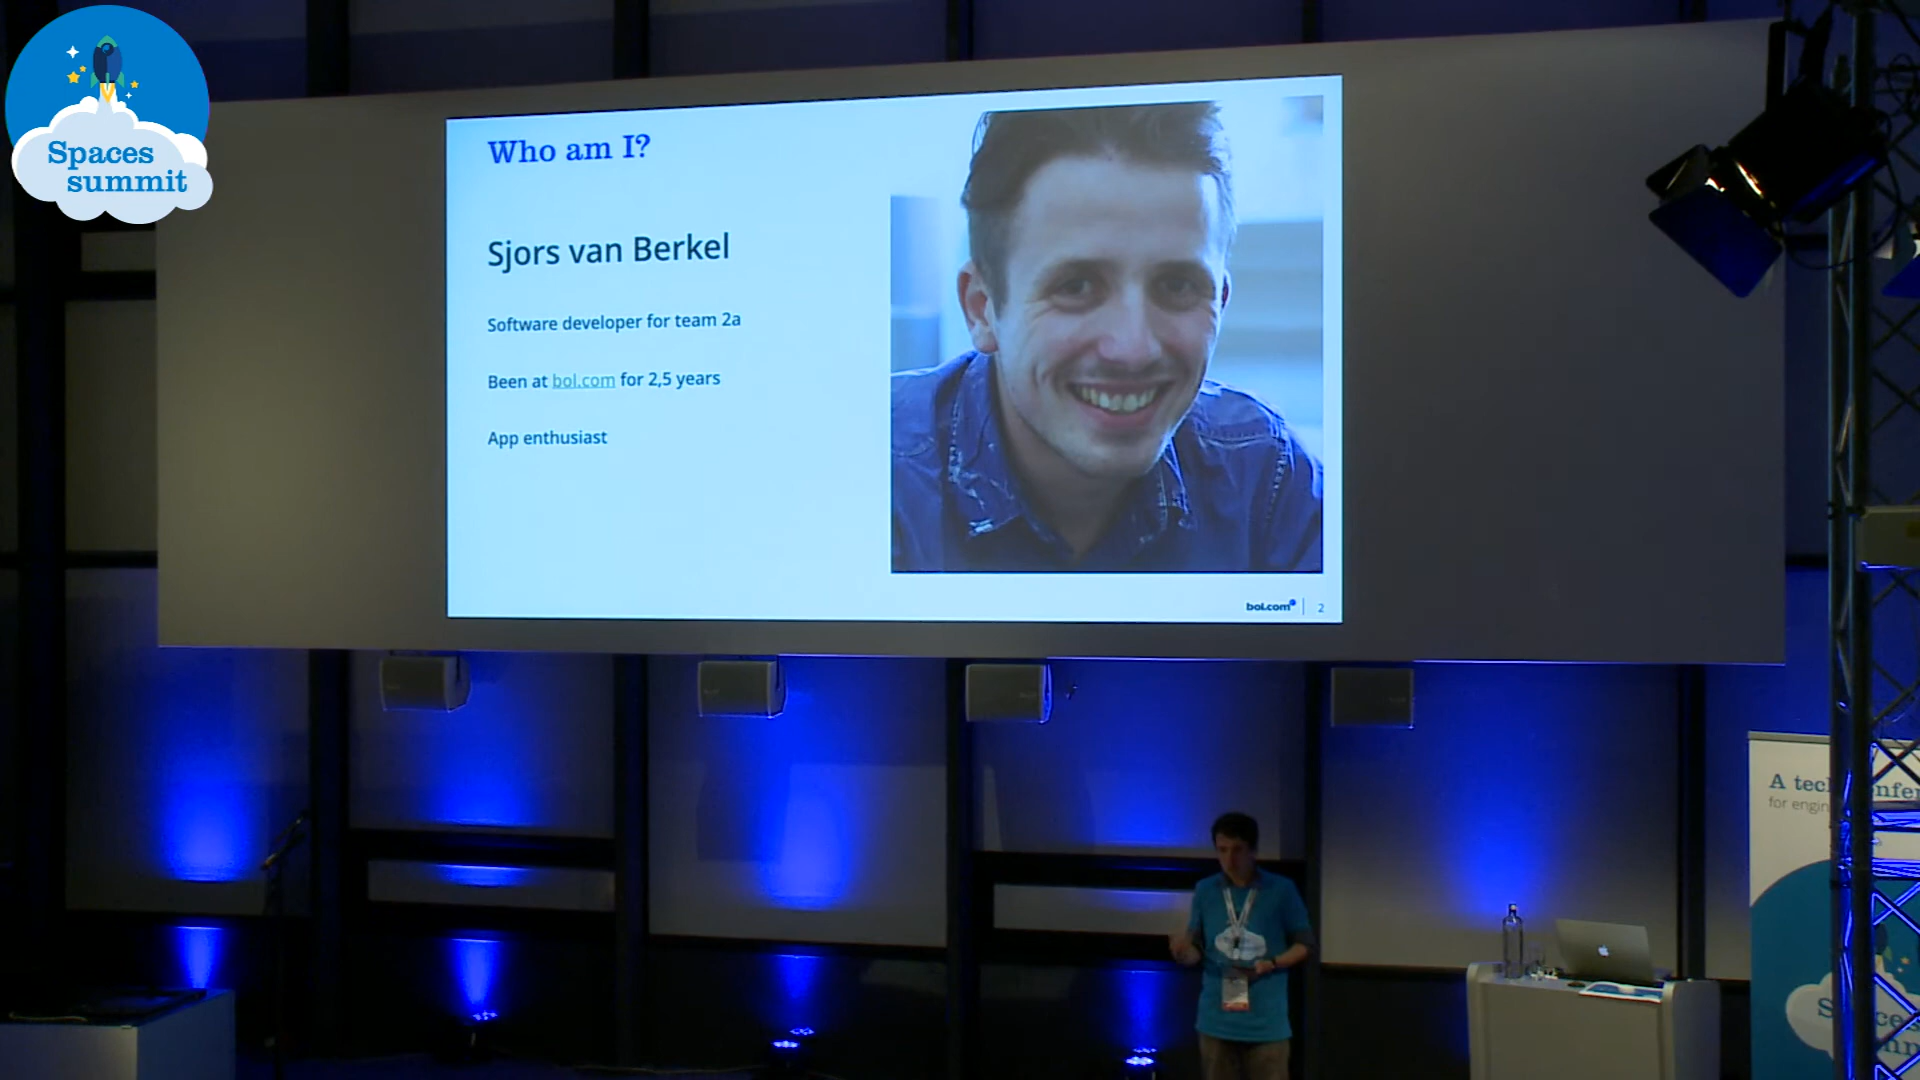 Spaces
summit
Who am I?
Sjors van Berkel
Software developer for team 2a
Been at bol.com for 2,5 years
App enthusiast
bol.com
2
A tec
nfer
for engin